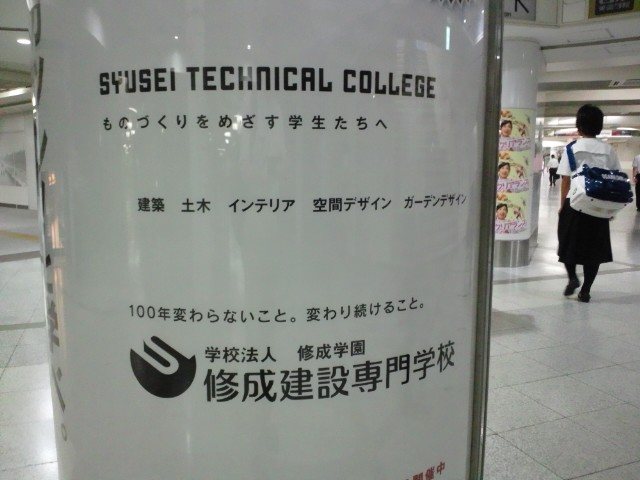 SYUSEI TECHNICAL COLLEGE
ものづくりをめざす学生たちへ
建築 土木 インテリア 空間デザイン ガーデンデザイン
100年変わらないこと。変わり続けること。
学校法人 修成学園
修成建設専門学校
開催中